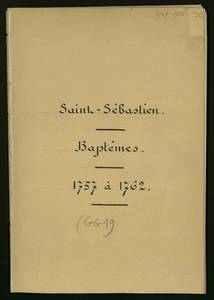 Saint-Sébastien.
Baptêmes.
1757 à 1762.
(GG 19)